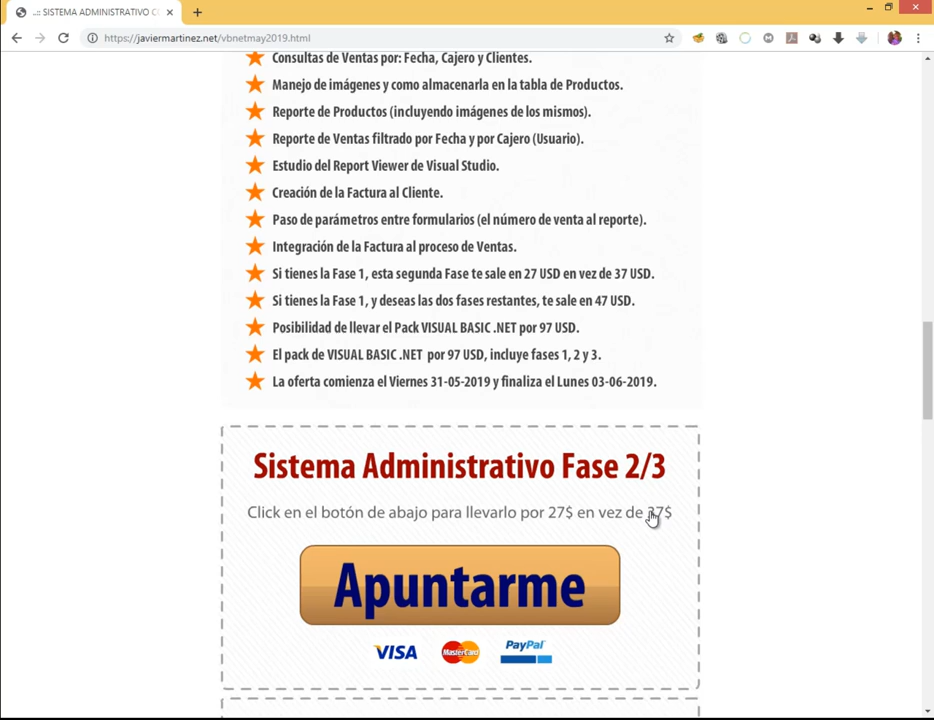 ..:: SISTEMA ADMINISTRATIVO CO
https://javiermartinez.net/vbnetmay2019.html
Consultas de Ventas por: Fecha, Cajero y Clientes.
Manejo de imágenes y como almacenarla en la tabla de Productos.
Reporte de Productos (incluyendo imágenes de los mismos).
Reporte de Ventas filtrado por Fecha y por Cajero (Usuario).
Estudio del Report Viewer de Visual Studio.
Creación de la Factura al Cliente.
Paso de parámetros entre formularios (el número de venta al reporte).
Integración de la Factura al proceso de Ventas.
Si tienes la Fase 1, esta segunda Fase te sale en 27 USD en vez de 37 USD.
Si tienes la Fase 1, y deseas las dos fases restantes, te sale en 47 USD.
Posibilidad de llevar el Pack VISUAL BASIC .NET por 97 USD.
El pack de VISUAL BASIC .NET por 97 USD, incluye fases 1, 2 y 3.
La oferta comienza el Viernes 31-05-2019 y finaliza el Lunes 03-06-2019.
Sistema Administrativo Fase 2/3
Click en el botón de abajo para llevarlo por 27$ en vez de 37$
Apuntarme
VISA MasterCard PayPal